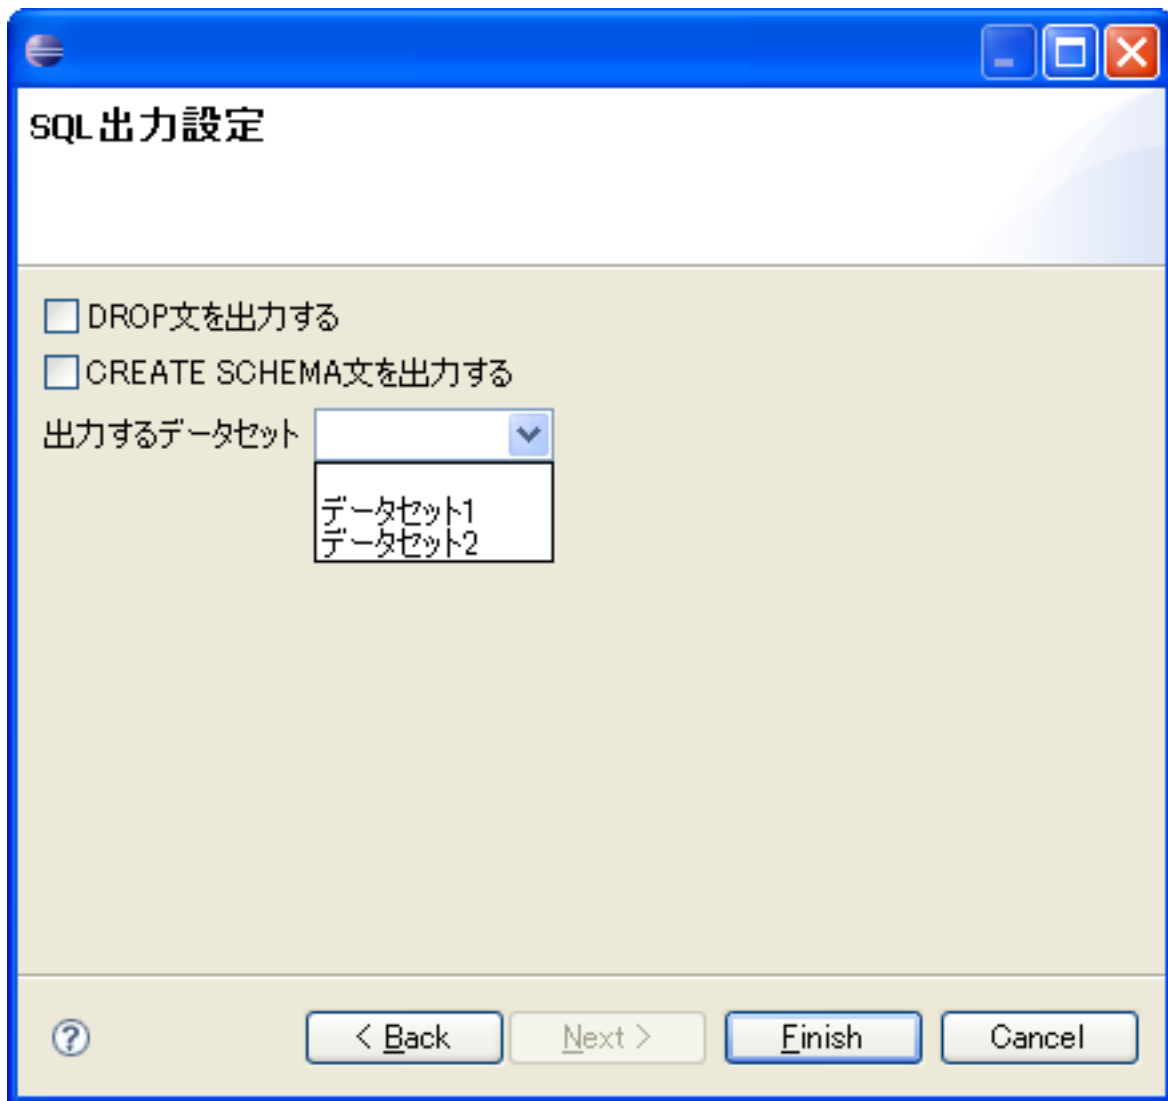 SQL出力設定
DROP文を出力する
CREATE SCHEMA文を出力する
出力するデータセット
データセット1
データセット2
?
< Back
Next >
Finish
Cancel